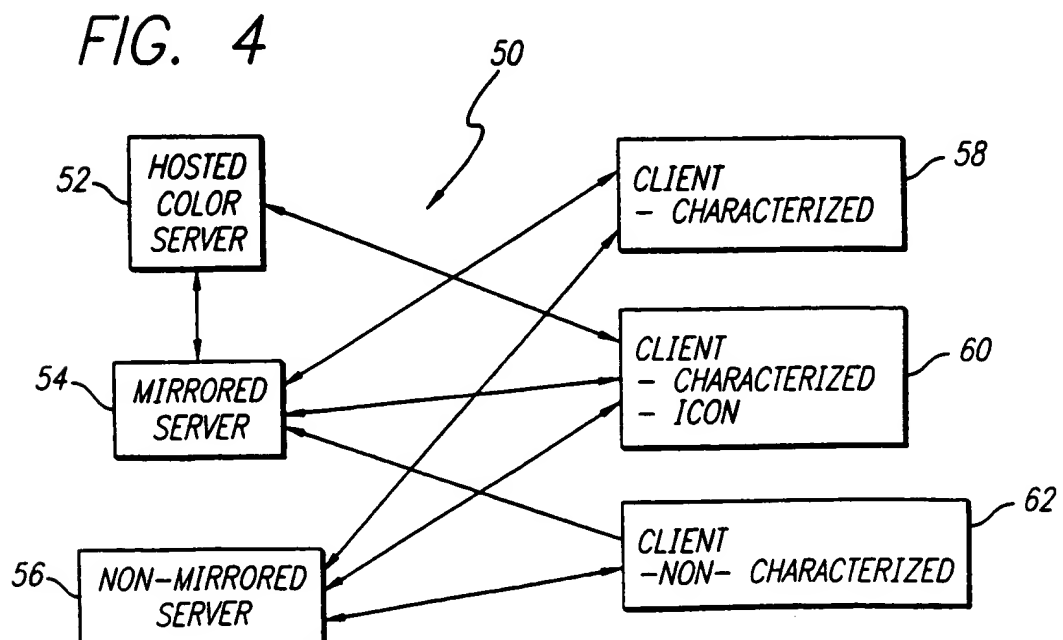 FIG. 4
50
52
HOSTED
COLOR
SERVER
54
MIRRORED
SERVER
56
NON-MIRRORED
SERVER
58
CLIENT
- CHARACTERIZED
60
CLIENT
- CHARACTERIZED
- ICON
62
CLIENT
-NON- CHARACTERIZED